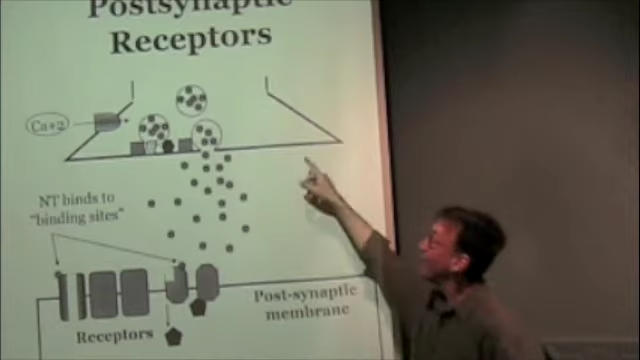 Postsynaptic
Receptors
Ca+2
NT binds to
"binding sites"
Post-synaptic
membrane
Receptors